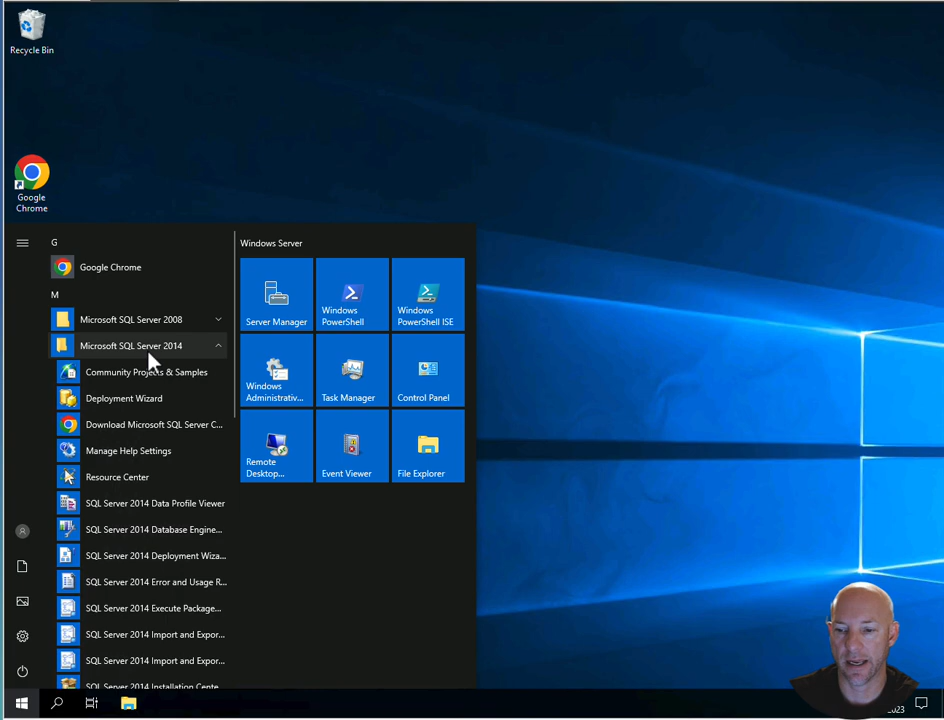 Recycle Bin
Google
Chrome
G
Google Chrome
M
Microsoft SQL Server 2008
Microsoft SQL Server 2014
Community Projects & Samples
Deployment Wizard
Download Microsoft SQL Server C...
Manage Help Settings
Resource Center
SQL Server 2014 Data Profile Viewer
SQL Server 2014 Database Engine...
SQL Server 2014 Deployment Wiza...
SQL Server 2014 Error and Usage R...
SQL Server 2014 Execute Package...
SQL Server 2014 Import and Expor...
SQL Server 2014 Import and Expor...
SQL Server 2014 Installation Cente...
Windows Server
Server Manager
Windows
PowerShell
Windows
PowerShell ISE
Windows
Administrativ...
Task Manager
Control Panel
Remote
Desktop...
Event Viewer
File Explorer
2023